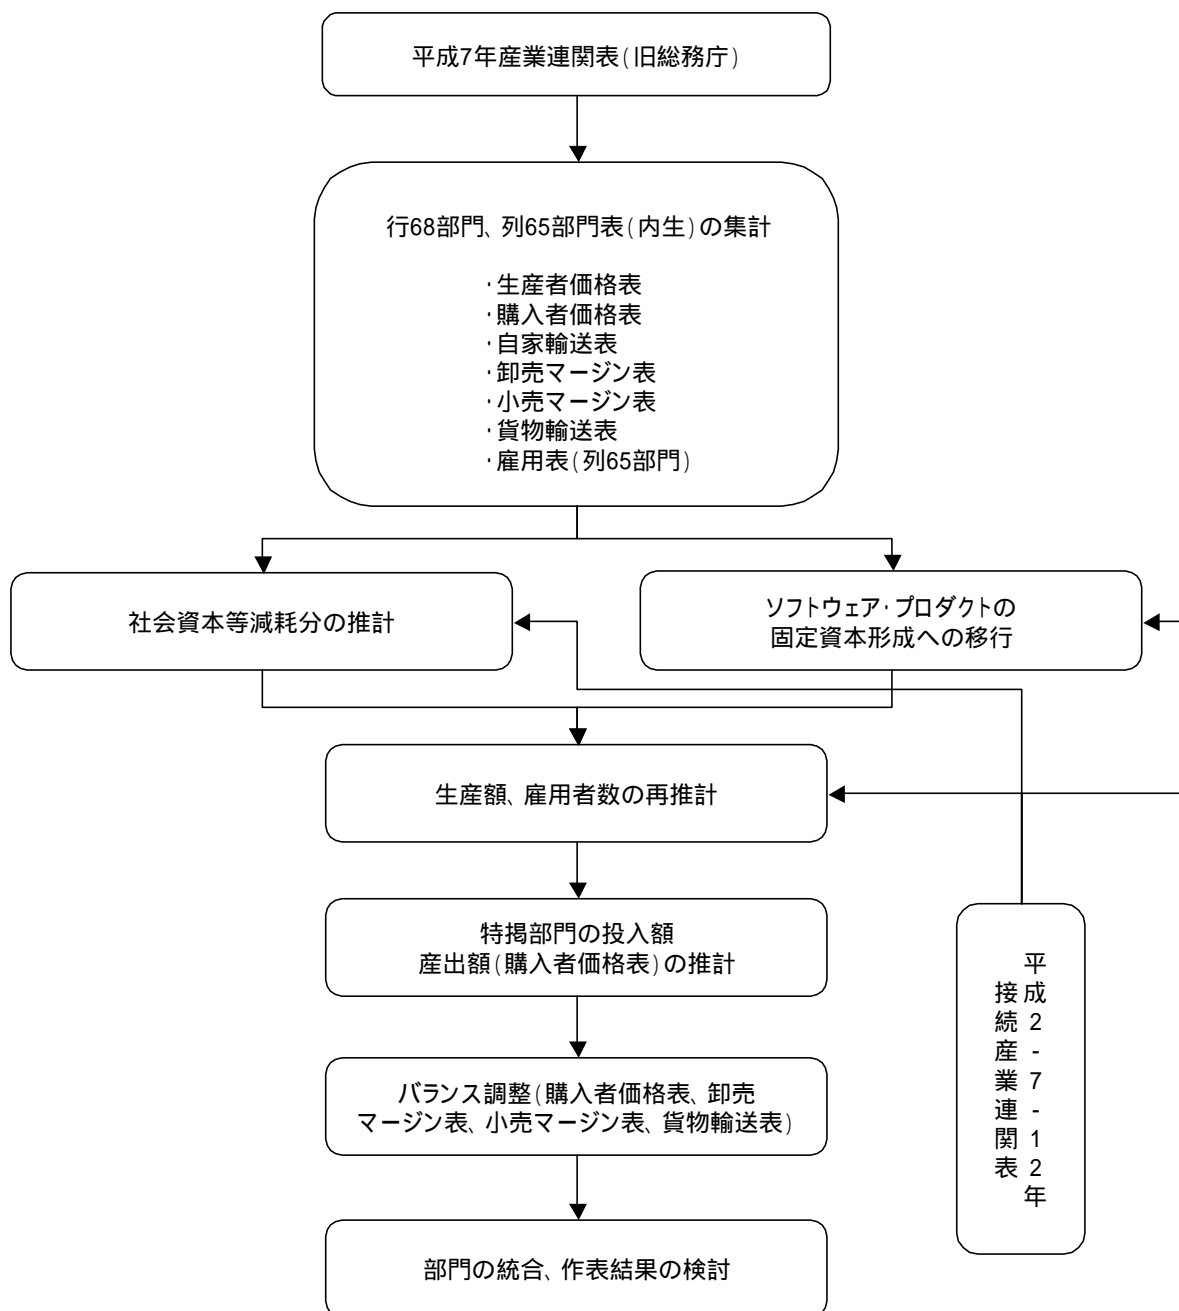 平成7年産業連関表(旧総務庁)
行68部門、列65部門表(内生)の集計
・生産者価格表
・購入者価格表
・自家輸送表
・卸売マージン表
・小売マージン表
・貨物輸送表
・雇用表(列65部門)
社会資本等減耗分の推計
ソフトウェア・プロダクトの
固定資本形成への移行
生産額、雇用者数の再推計
特掲部門の投入額
産出額(購入者価格表)の推計
バランス調整(購入者価格表、卸売
マージン表、小売マージン表、貨物輸送表)
部門の統合、作表結果の検討
平成2-7-12年
接続産業連関表